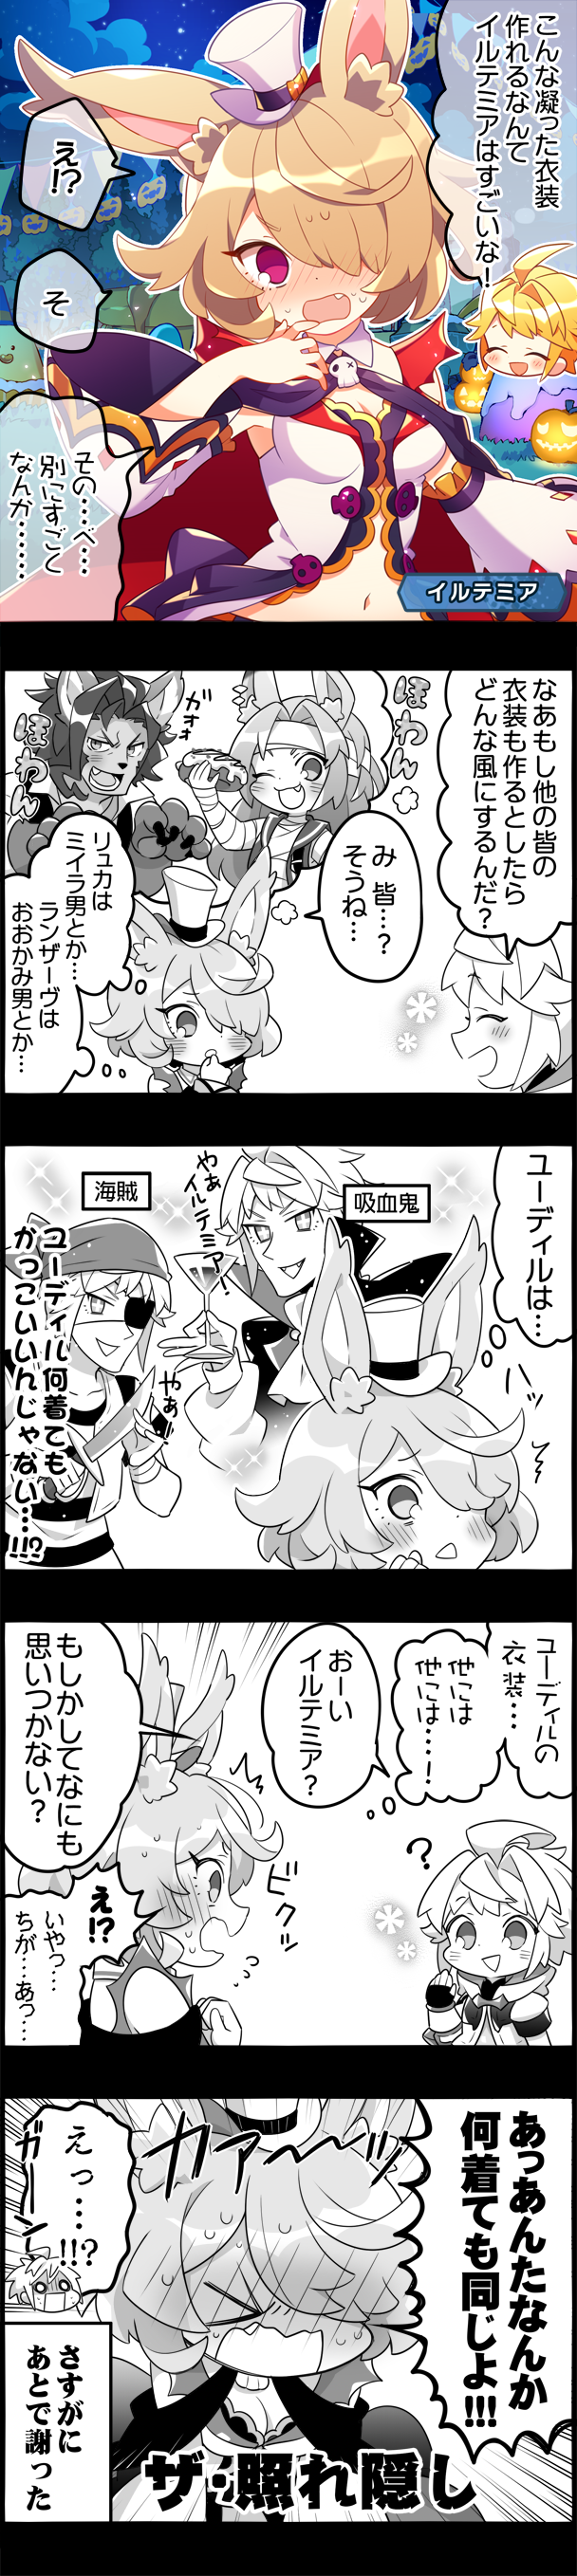 こんな凝った衣装
作れるなんて
イルテミアはすごいな！
え!?
そ
その…べ…
別にすごくと
なんか……
イルテミア
なあもし他の皆の
衣装も作るとしたら
どんな風にするんだ？
み 皆…？
そうね…
ほわん
ガオオ
ほわん
リュカは
ミイラ男とか…
ランザーヴは
おおかみ男とか…
ユーディルは…
吸血鬼
やぁ
イルテミア！
海賊
やぁ!
ハッ
ユーディル何着ても
かっこいいんじゃない…!!!?
ユーディルの
衣装…
他には
他には…！
おーい
イルテミア？
もしかしてなにも
思いつかない？
？
ビクッ
え!?
いやっ…
ちが…あっ…
あっあんたなんか
何着ても同じよ!!!
カァ〜〜ッ
えっ…!!?
ガーン
ザ・照れ隠し
さすがに
あとで謝った